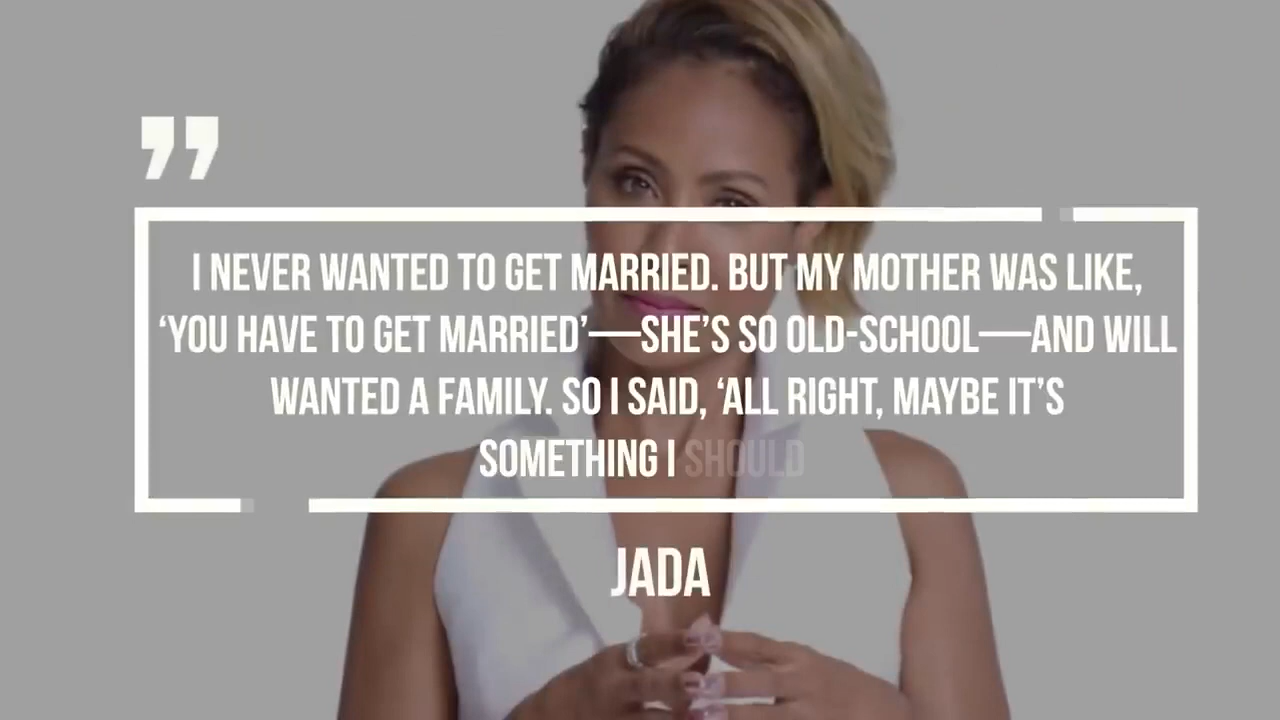 ”
I NEVER WANTED TO GET MARRIED. BUT MY MOTHER WAS LIKE,
‘YOU HAVE TO GET MARRIED’—SHE’S SO OLD-SCHOOL—AND WILL
WANTED A FAMILY. SO I SAID, ‘ALL RIGHT, MAYBE IT’S
SOMETHING I SHOULD
JADA